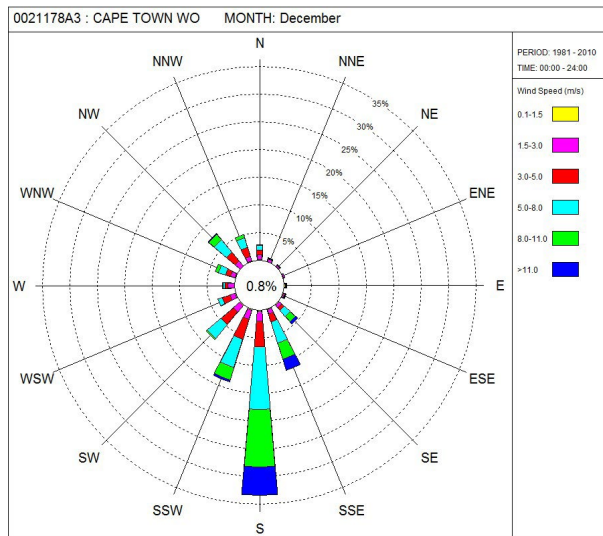 0021178A3 : CAPE TOWN WO MONTH: December
PERIOD: 1981 - 2010
TIME: 00:00 - 24:00
Wind Speed (m/s)
0.1-1.5
1.5-3.0
3.0-5.0
5.0-8.0
8.0-11.0
>11.0
N
NNW
NNE
NW
NE
WNW
ENE
W
E
WSW
ESE
SW
SE
SSW
SSE
S
35%
30%
25%
20%
15%
10%
5%
0.8%